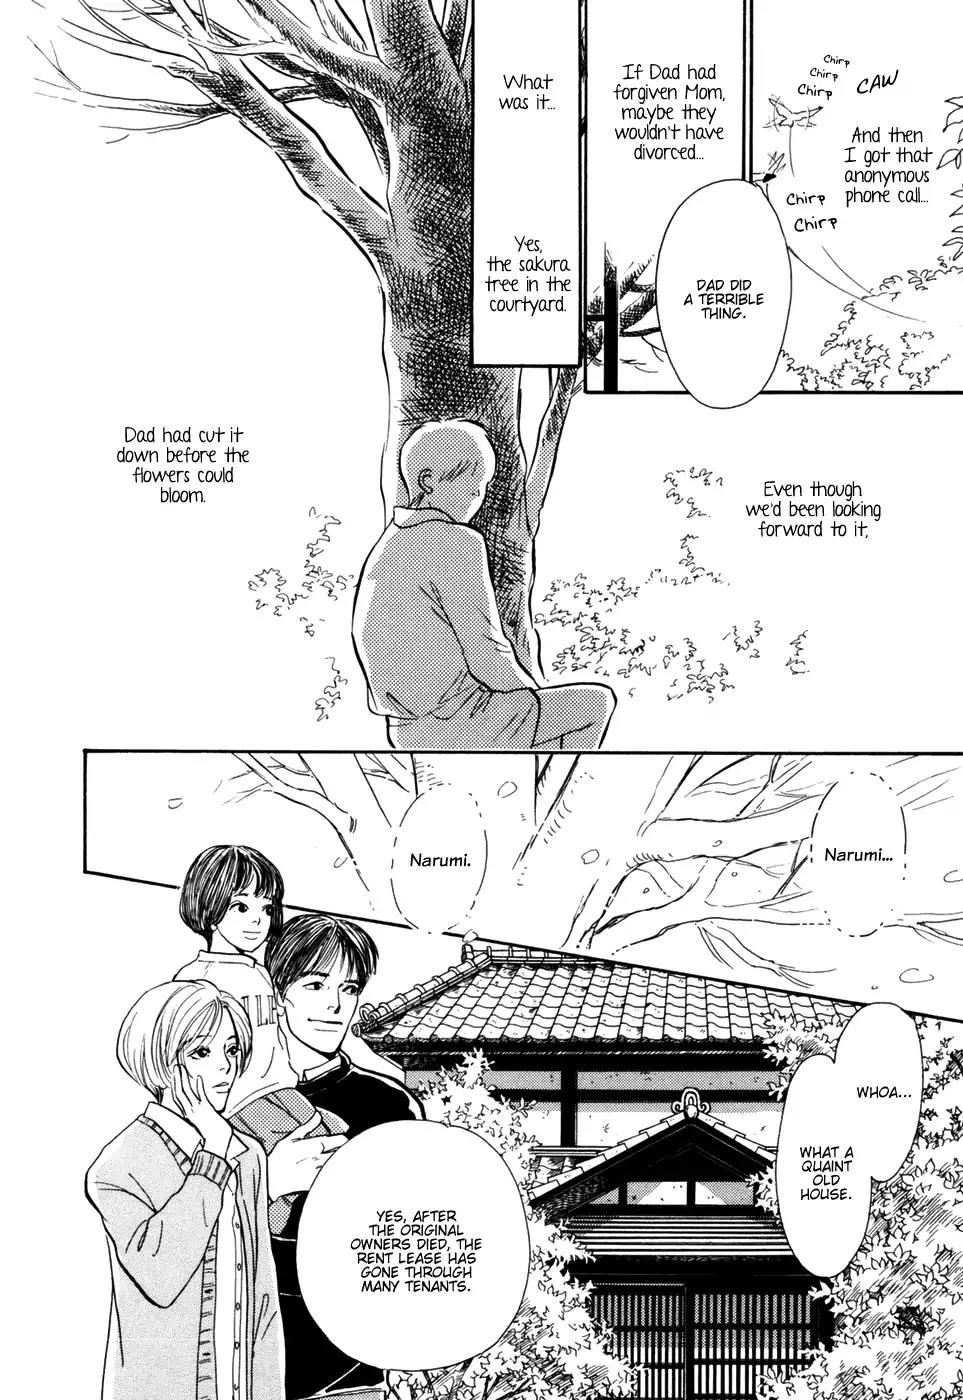 Chirp
Chirp
Chirp
CAW
And then
I got that
anonymous
phone call...
Chirp
Chirp
If Dad had
forgiven Mom,
maybe they
wouldn't have
divorced...
DAD DID
A TERRIBLE
THING.
What
was it...
Yes,
the sakura
tree in the
courtyard.
Even though
we'd been looking
forward to it,
Dad had cut it
down before the
flowers could
bloom.
Narumi...
Narumi.
WHOA...
WHAT A
QUAINT
OLD
HOUSE.
YES, AFTER
THE ORIGINAL
OWNERS DIED, THE
RENT LEASE HAS
GONE THROUGH
MANY TENANTS.